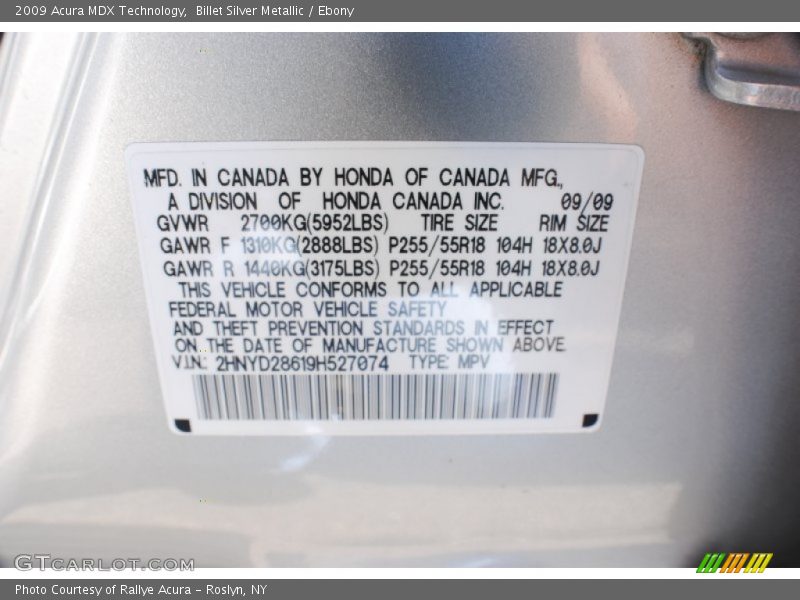 2009 Acura MDX Technology,  Billet Silver Metallic / Ebony
MFD. IN CANADA BY HONDA OF CANADA MFG.,
A DIVISION OF HONDA CANADA INC. 09/09
GVWR 2700KG(5952LBS) TIRE SIZE RIM SIZE
GAWR F 1310KG(2888LBS) P255/55R18 104H 18X8.0J
GAWR R 1440KG(3175LBS) P255/55R18 104H 18X8.0J
THIS VEHICLE CONFORMS TO ALL APPLICABLE
FEDERAL MOTOR VEHICLE SAFETY
AND THEFT PREVENTION STANDARDS IN EFFECT
ON THE DATE OF MANUFACTURE SHOWN ABOVE.
V.I.N.: 2HNYD28619H527074 TYPE: MPV
GTCarLot.com
Photo Courtesy of Rallye Acura - Roslyn, NY